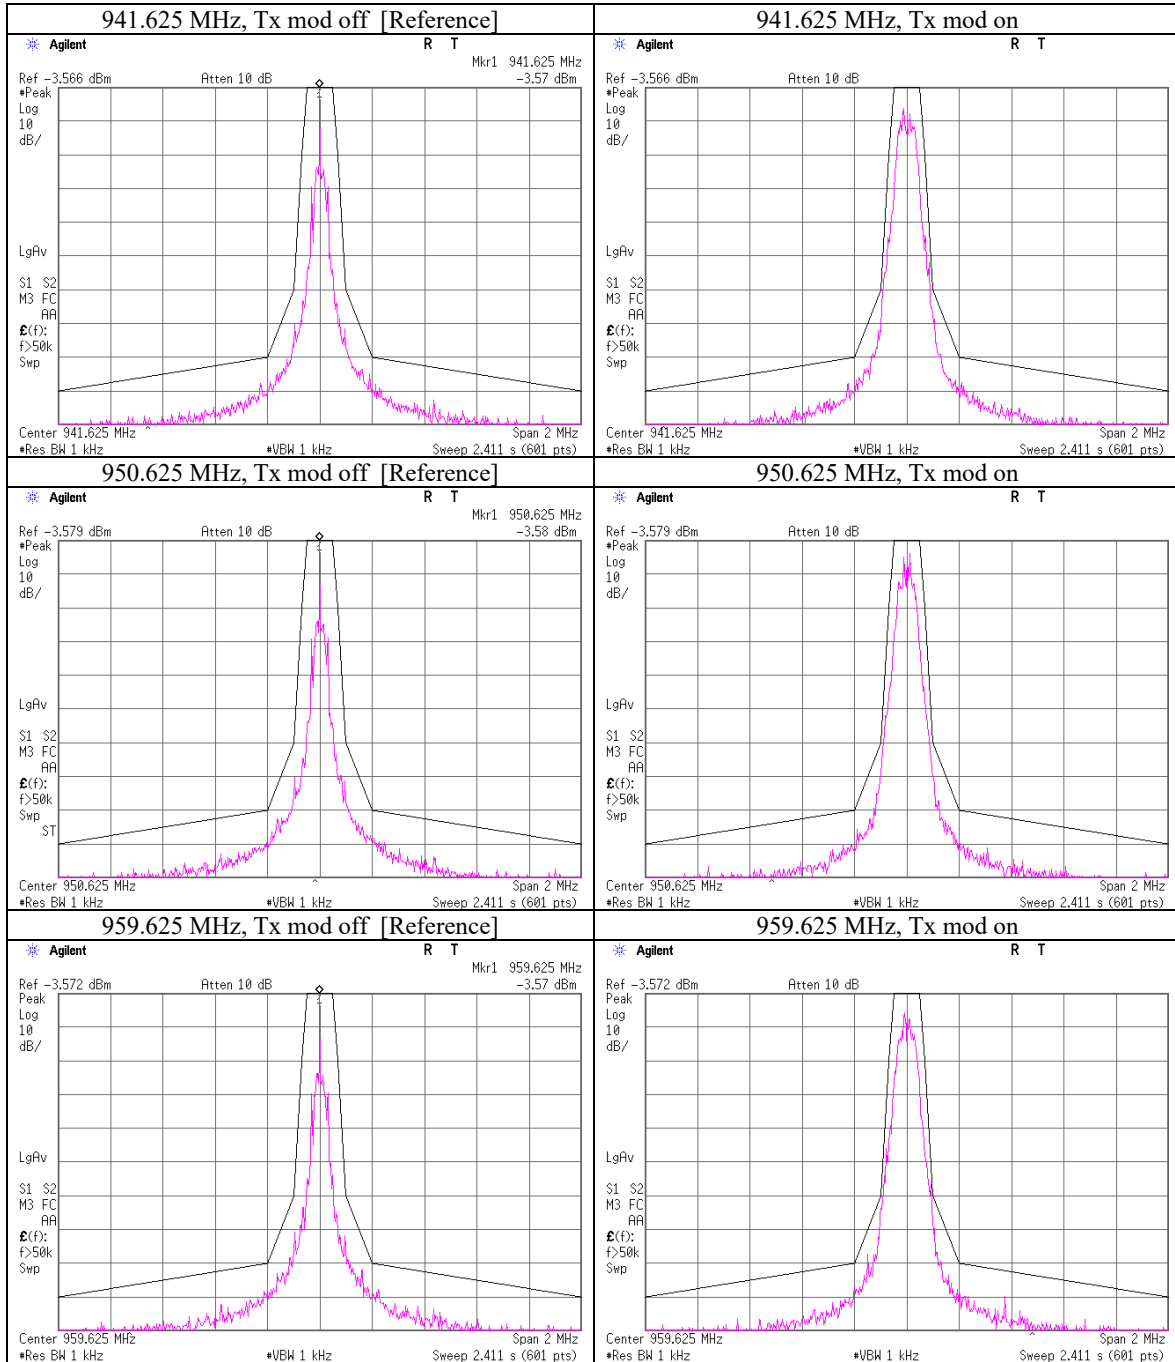 941.625 MHz, Tx mod off [Reference]
941.625 MHz, Tx mod on
Agilent R T
Mkr1 941.625 MHz
Ref -3.566 dBm Atten 10 dB -3.57 dBm
#Peak
Log
10
dB/
LgAv
S1 S2
M3 FC
AA
£(f):
f>50k
Swp
Center 941.625 MHz Span 2 MHz
#Res BW 1 kHz #VBW 1 kHz Sweep 2.411 s (601 pts)
Agilent R T
Ref -3.566 dBm Atten 10 dB
#Peak
Log
10
dB/
LgAv
S1 S2
M3 FC
AA
£(f):
f>50k
Swp
Center 941.625 MHz Span 2 MHz
#Res BW 1 kHz #VBW 1 kHz Sweep 2.411 s (601 pts)
950.625 MHz, Tx mod off [Reference]
950.625 MHz, Tx mod on
Agilent R T
Mkr1 950.625 MHz
Ref -3.579 dBm Atten 10 dB -3.58 dBm
#Peak
Log
10
dB/
LgAv
S1 S2
M3 FC
AA
£(f):
f>50k
Swp
ST
Center 950.625 MHz Span 2 MHz
#Res BW 1 kHz #VBW 1 kHz Sweep 2.411 s (601 pts)
Agilent R T
Ref -3.579 dBm Atten 10 dB
#Peak
Log
10
dB/
LgAv
S1 S2
M3 FC
AA
£(f):
f>50k
Swp
Center 950.625 MHz Span 2 MHz
#Res BW 1 kHz #VBW 1 kHz Sweep 2.411 s (601 pts)
959.625 MHz, Tx mod off [Reference]
959.625 MHz, Tx mod on
Agilent R T
Mkr1 959.625 MHz
Ref -3.572 dBm Atten 10 dB -3.57 dBm
Peak
Log
10
dB/
LgAv
S1 S2
M3 FC
AA
£(f):
f>50k
Swp
Center 959.625 MHz Span 2 MHz
#Res BW 1 kHz #VBW 1 kHz Sweep 2.411 s (601 pts)
Agilent R T
Ref -3.572 dBm Atten 10 dB
#Peak
Log
10
dB/
LgAv
S1 S2
M3 FC
AA
£(f):
f>50k
Swp
Center 959.625 MHz Span 2 MHz
#Res BW 1 kHz #VBW 1 kHz Sweep 2.411 s (601 pts)